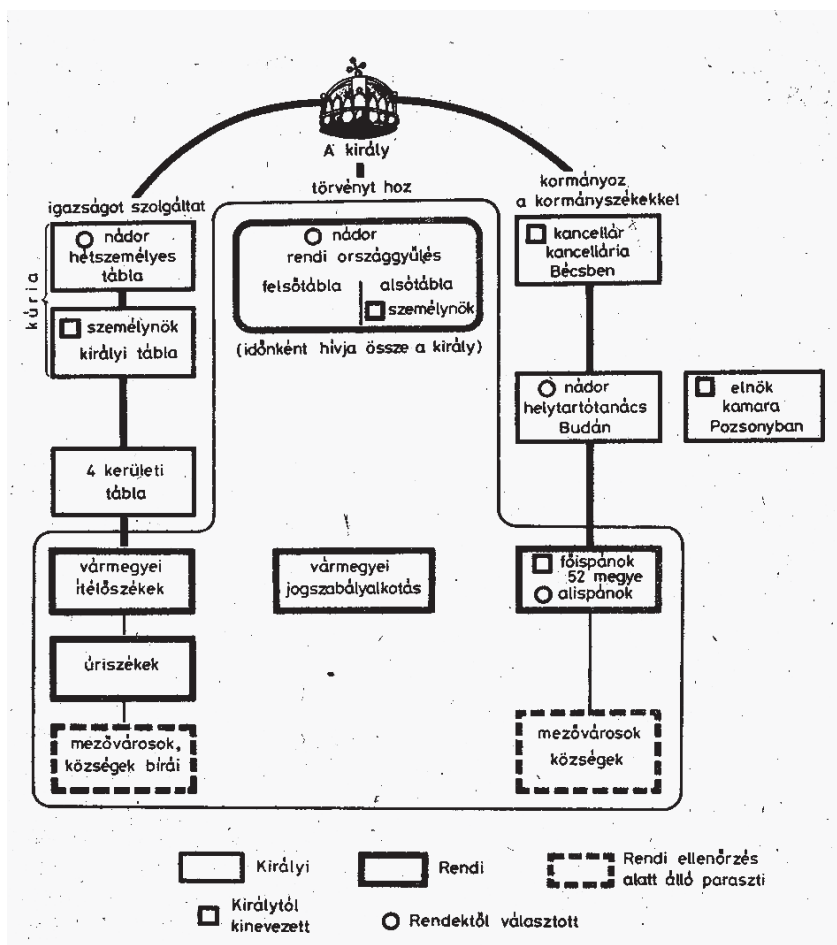 A király
törvényt hoz
igazságot szolgáltat
kormányoz
a kormányszékekkel
kúria
nádor
hétszemélyes
tábla
személynök
királyi tábla
4 kerületi
tábla
vármegyei
ítélőszékek
úriszékek
mezővárosok,
községek bírái
nádor
rendi országgyűlés
felsőtábla
alsótábla
személynök
(időnként hívja össze a király)
vármegyei
jogszabályalkotás
kancellár
kancellária
Bécsben
nádor
helytartótanács
Budán
elnök
kamara
Pozsonyban
főispánok
52 megye
alispánok
mezővárosok
községek
Királyi
Rendi
Rendi ellenőrzés
alatt álló paraszti
Királytól
kinevezett
Rendektől választott